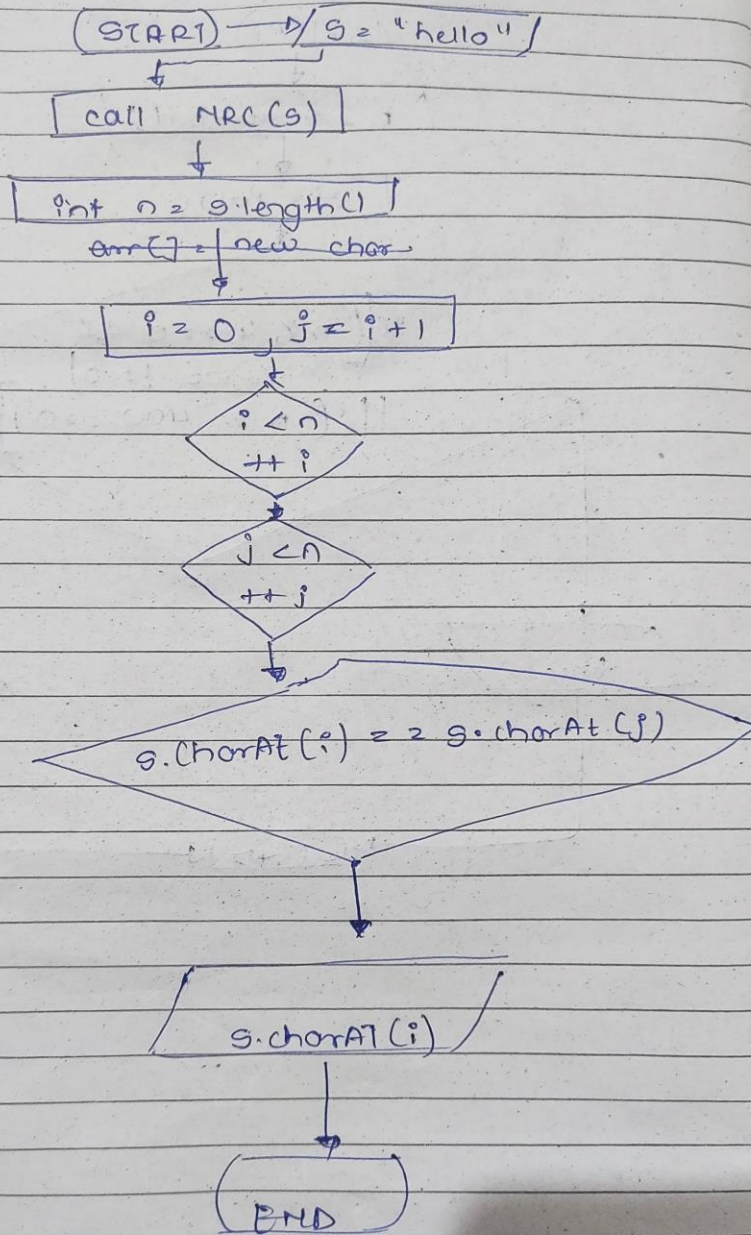 START S = "hello"
call MRC(S)
int n = s.length()
arr[] = new char
i = 0, j = i+1
i < n
++ i
j < n
++ j
s.charAt(i) == s.charAt(j)
s.charAT(i)
END